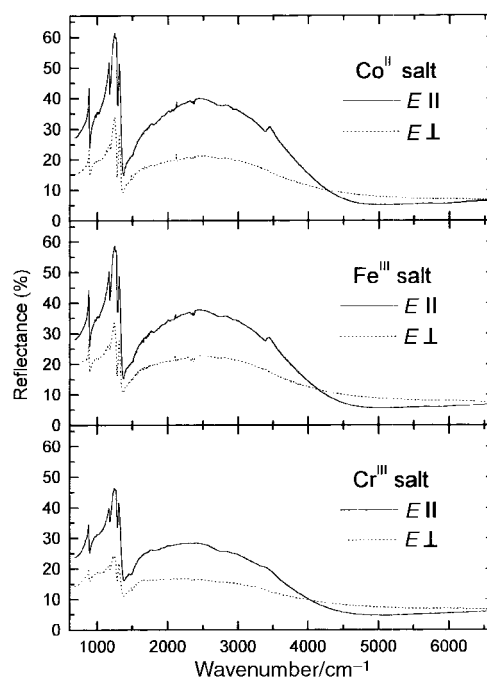 60
50
40
30
20
10
0
Co^II salt
E ||
E ⊥
60
50
40
30
20
10
0
Fe^III salt
E ||
E ⊥
60
50
40
30
20
10
0
Cr^III salt
E ||
E ⊥
Reflectance (%)
1000 2000 3000 4000 5000 6000
Wavenumber/cm⁻¹